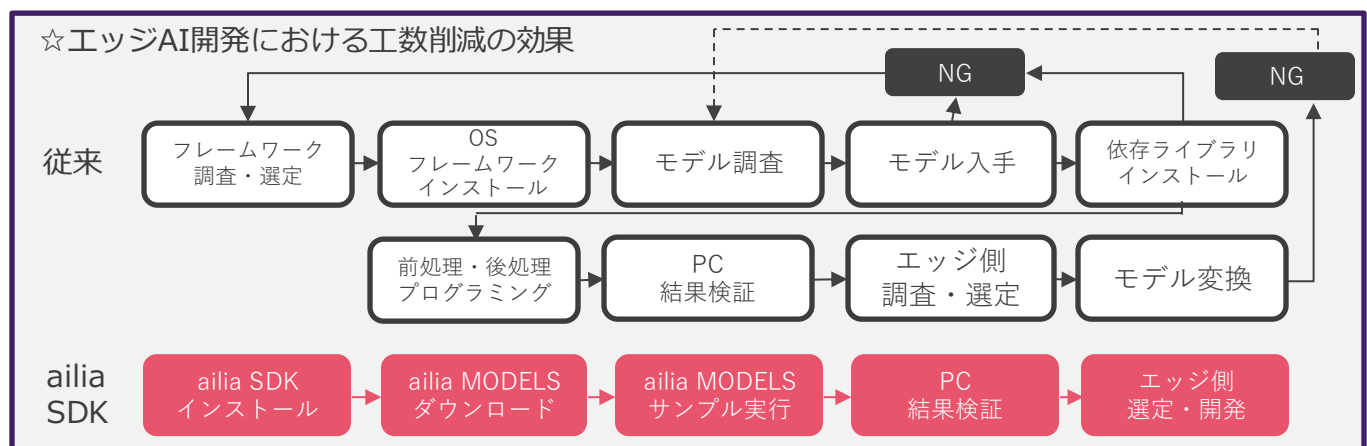 ☆エッジAI開発における工数削減の効果
NG
NG
従来
フレームワーク
調査・選定
OS
フレームワーク
インストール
モデル調査
モデル入手
依存ライブラリ
インストール
前処理・後処理
プログラミング
PC
結果検証
エッジ側
調査・選定
モデル変換
ailia
SDK
ailia SDK
インストール
ailia MODELS
ダウンロード
ailia MODELS
サンプル実行
PC
結果検証
エッジ側
選定・開発